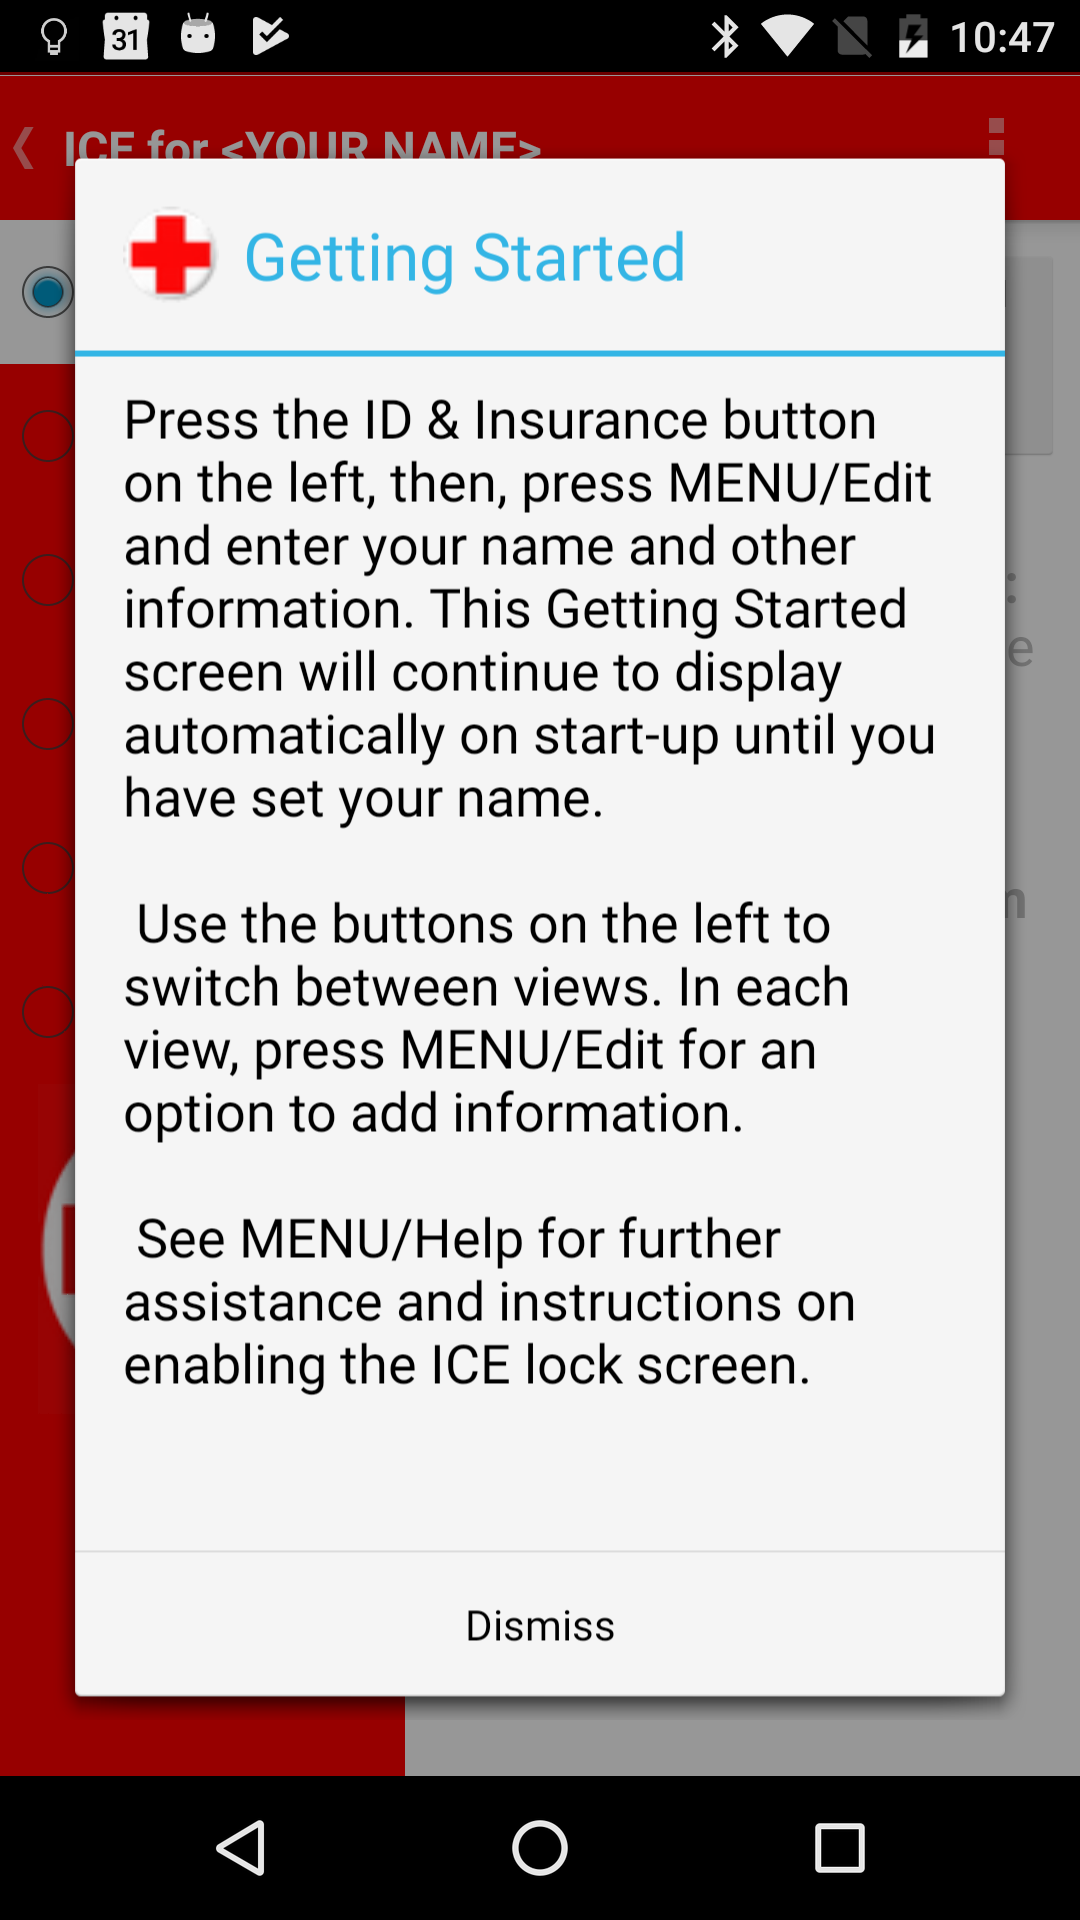 31
10:47
ICE for <YOUR NAME>
Getting Started
Press the ID & Insurance button
on the left, then, press MENU/Edit
and enter your name and other
information. This Getting Started
screen will continue to display
automatically on start-up until you
have set your name.
Use the buttons on the left to
switch between views. In each
view, press MENU/Edit for an
option to add information.
See MENU/Help for further
assistance and instructions on
enabling the ICE lock screen.
Dismiss